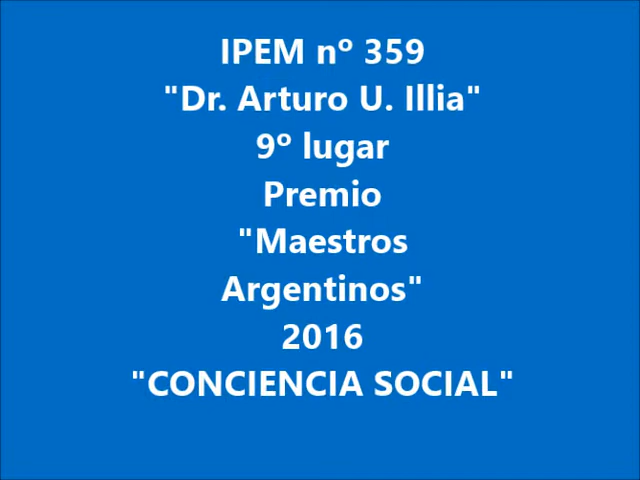 IPEM nº 359
"Dr. Arturo U. Illia"
9º lugar
Premio
"Maestros
Argentinos"
2016
"CONCIENCIA SOCIAL"